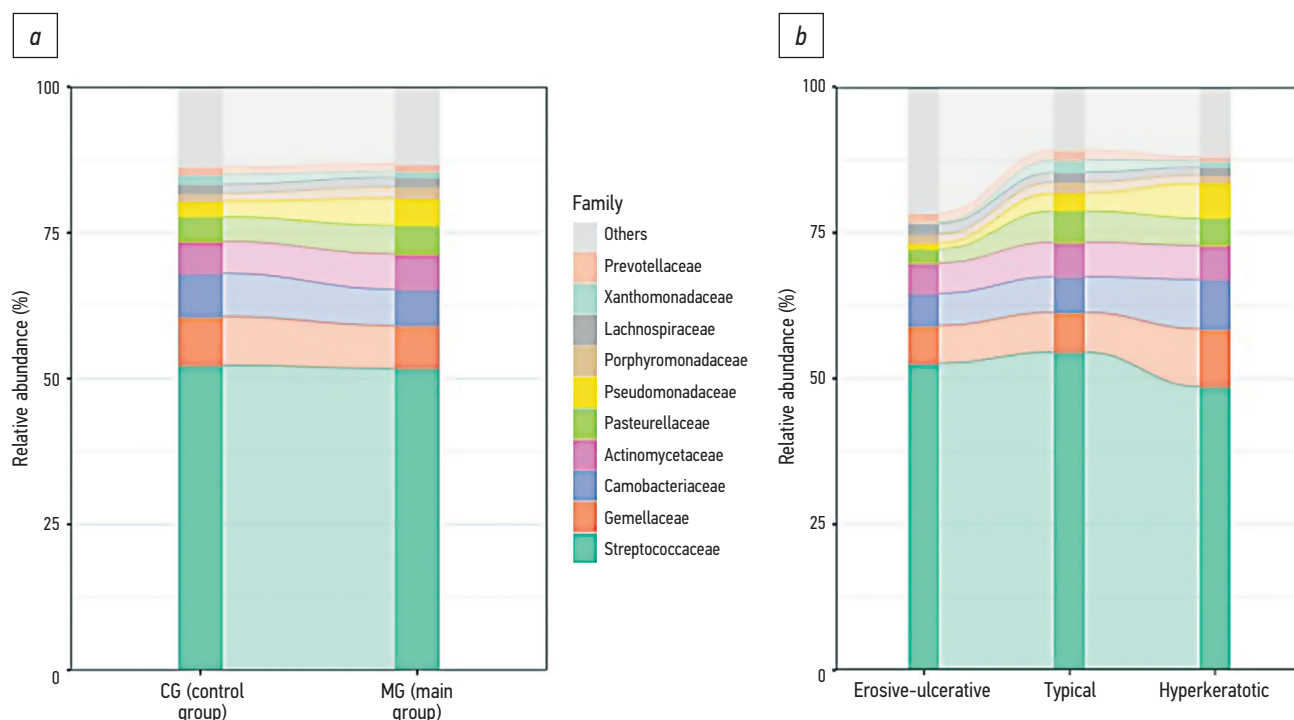 a
100
75
50
25
0
Relative abundance (%)
CG (control
group)
MG (main
group)
Family
Others
Prevotellaceae
Xanthomonadaceae
Lachnospiraceae
Porphyromonadaceae
Pseudomonadaceae
Pasteurellaceae
Actinomycetaceae
Camobacteriaceae
Gemellaceae
Streptococcaceae
b
100
75
50
25
0
Relative abundance (%)
Erosive-ulcerative
Typical
Hyperkeratotic